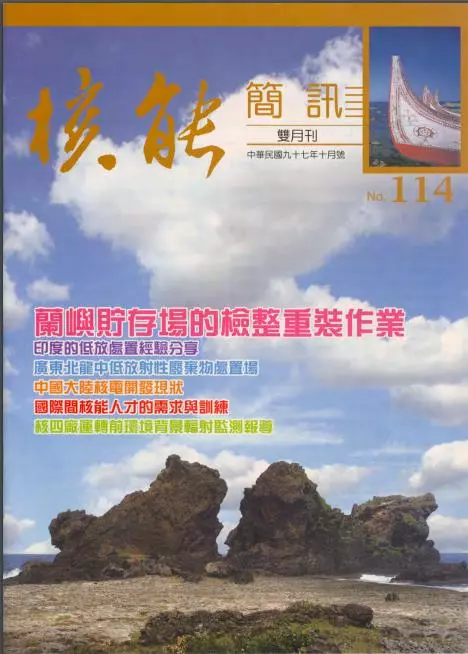 核能
簡訊
雙月刊
中華民國九十七年十月號
No.114
蘭嶼貯存場的檢整重裝作業
印度的低放處置經驗分享
廣東北龍中低放射性廢棄物處置場
中國大陸核電開發現狀
國際間核能人才的需求與訓練
核四廠運轉前環境背景輻射監測報導